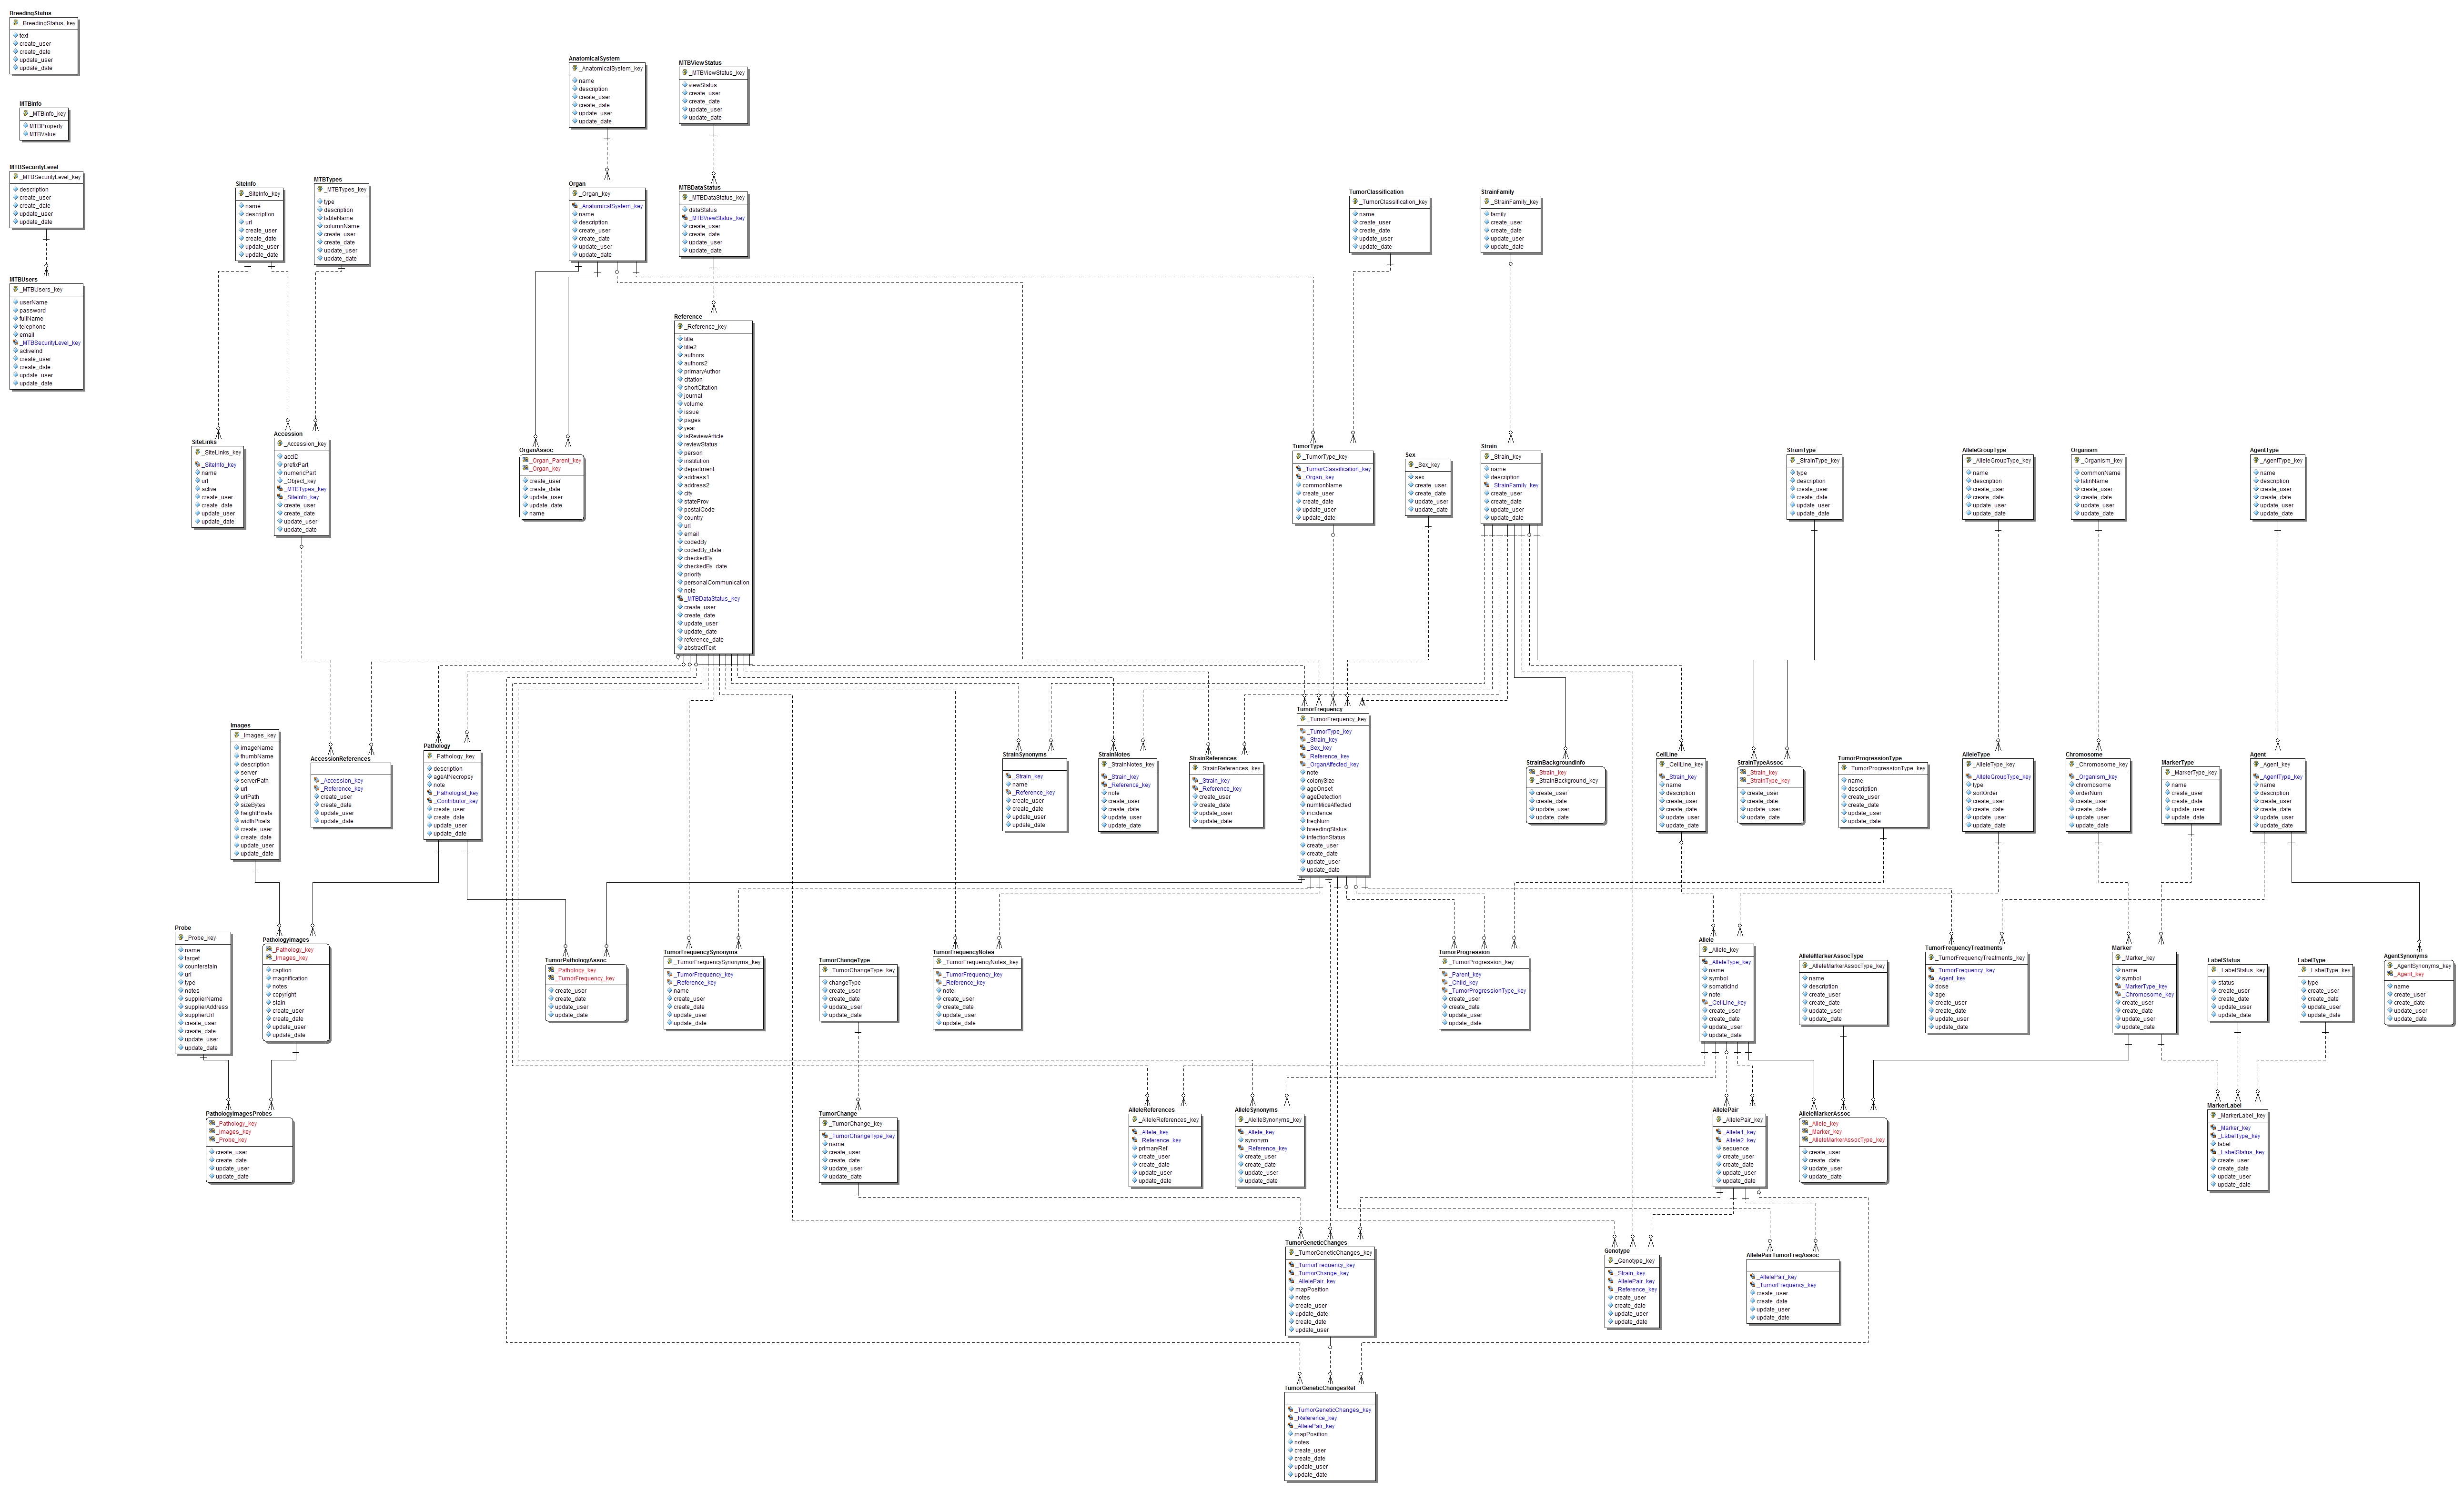 BreedingStatus
_BreedingStatus_key
text
create_user
create_date
update_user
update_date
MTBInfo
_MTBInfo_key
MTBProperty
MTBValue
MTBSecurityLevel
_MTBSecurityLevel_key
description
create_user
create_date
update_user
update_date
MTBUsers
_MTBUsers_key
userName
password
fullName
telephone
email
_MTBSecurityLevel_key
activeInd
create_user
create_date
update_user
update_date
AnatomicalSystem
_AnatomicalSystem_key
name
description
create_user
create_date
update_user
update_date
MTBViewStatus
_MTBViewStatus_key
viewStatus
create_user
create_date
update_user
update_date
SiteInfo
_SiteInfo_key
name
description
url
create_user
create_date
update_user
update_date
MTBTypes
_MTBTypes_key
type
description
tableName
columnName
create_user
create_date
update_user
update_date
Organ
_Organ_key
_AnatomicalSystem_key
name
description
create_user
create_date
update_user
update_date
MTBDataStatus
_MTBDataStatus_key
dataStatus
_MTBViewStatus_key
create_user
create_date
update_user
update_date
TumorClassification
_TumorClassification_key
name
create_user
create_date
update_user
update_date
StrainFamily
_StrainFamily_key
family
create_user
create_date
update_user
update_date
Reference
_Reference_key
title
title2
authors
authors2
primaryAuthor
citation
shortCitation
journal
volume
issue
pages
year
isReviewArticle
reviewStatus
person
institution
department
address1
address2
city
stateProv
postalCode
country
url
email
codedBy
codedBy_date
checkedBy
checkedBy_date
priority
personalCommunication
note
_MTBDataStatus_key
create_user
create_date
update_user
update_date
reference_date
abstractText
SiteLinks
_SiteLinks_key
_SiteInfo_key
name
url
active
create_user
create_date
update_user
update_date
Accession
_Accession_key
accID
prefixPart
numericPart
_Object_key
_MTBTypes_key
_SiteInfo_key
create_user
create_date
update_user
update_date
OrganAssoc
_Organ_Parent_key
_Organ_key
create_user
create_date
update_user
update_date
name
TumorType
_TumorType_key
_TumorClassification_key
_Organ_key
commonName
create_user
create_date
update_user
update_date
Sex
_Sex_key
sex
create_user
create_date
update_user
update_date
Strain
_Strain_key
name
description
_StrainFamily_key
create_user
create_date
update_user
update_date
StrainType
_StrainType_key
type
description
create_user
create_date
update_user
update_date
AlleleGroupType
_AlleleGroupType_key
name
description
create_user
create_date
update_user
update_date
Organism
_Organism_key
commonName
latinName
create_user
create_date
update_user
update_date
AgentType
_AgentType_key
name
description
create_user
create_date
update_user
update_date
Images
_Images_key
imageName
thumbName
description
server
serverPath
url
urlPath
sizeBytes
heightPixels
widthPixels
create_user
create_date
update_user
update_date
AccessionReferences
_Accession_key
_Reference_key
create_user
create_date
update_user
update_date
Pathology
_Pathology_key
description
ageAtNecropsy
note
_Pathologist_key
_Contributor_key
create_user
create_date
update_user
update_date
StrainSynonyms
_Strain_key
name
_Reference_key
create_user
create_date
update_user
update_date
StrainNotes
_StrainNotes_key
_Strain_key
_Reference_key
note
create_user
create_date
update_user
update_date
StrainReferences
_StrainReferences_key
_Strain_key
_Reference_key
create_user
create_date
update_user
update_date
TumorFrequency
_TumorFrequency_key
_TumorType_key
_Strain_key
_Sex_key
_Reference_key
_OrganAffected_key
note
colonySize
ageOnset
ageDetection
numMiceAffected
incidence
freqNum
breedingStatus
infectionStatus
create_user
create_date
update_user
update_date
StrainBackgroundInfo
_Strain_key
_StrainBackground_key
create_user
create_date
update_user
update_date
CellLine
_CellLine_key
_Strain_key
name
description
create_user
create_date
update_user
update_date
StrainTypeAssoc
_Strain_key
_StrainType_key
create_user
create_date
update_user
update_date
TumorProgressionType
_TumorProgressionType_key
name
description
create_user
create_date
update_user
update_date
AlleleType
_AlleleType_key
_AlleleGroupType_key
type
sortOrder
create_user
create_date
update_user
update_date
Chromosome
_Chromosome_key
_Organism_key
chromosome
orderNum
create_user
create_date
update_user
update_date
MarkerType
_MarkerType_key
name
create_user
create_date
update_user
update_date
Agent
_Agent_key
_AgentType_key
name
description
create_user
create_date
update_user
update_date
Probe
_Probe_key
name
target
counterstain
url
type
notes
supplierName
supplierAddress
supplierUrl
create_user
create_date
update_user
update_date
PathologyImages
_Pathology_key
_Images_key
caption
magnification
notes
copyright
stain
create_user
create_date
update_user
update_date
TumorPathologyAssoc
_Pathology_key
_TumorFrequency_key
create_user
create_date
update_user
update_date
TumorFrequencySynonyms
_TumorFrequencySynonyms_key
_TumorFrequency_key
_Reference_key
name
create_user
create_date
update_user
update_date
TumorChangeType
_TumorChangeType_key
changeType
create_user
create_date
update_user
update_date
TumorFrequencyNotes
_TumorFrequencyNotes_key
_TumorFrequency_key
_Reference_key
note
create_user
create_date
update_user
update_date
TumorProgression
_TumorProgression_key
_Parent_key
_Child_key
_TumorProgressionType_key
create_user
create_date
update_user
update_date
Allele
_Allele_key
_AlleleType_key
name
symbol
somaticInd
note
_CellLine_key
create_user
create_date
update_user
update_date
AlleleMarkerAssocType
_AlleleMarkerAssocType_key
name
description
create_user
create_date
update_user
update_date
TumorFrequencyTreatments
_TumorFrequencyTreatments_key
_TumorFrequency_key
_Agent_key
dose
age
create_user
create_date
update_user
update_date
Marker
_Marker_key
name
symbol
_MarkerType_key
_Chromosome_key
create_user
create_date
update_user
update_date
LabelStatus
_LabelStatus_key
status
create_user
create_date
update_user
update_date
LabelType
_LabelType_key
type
create_user
create_date
update_user
update_date
AgentSynonyms
_AgentSynonyms_key
_Agent_key
name
create_user
create_date
update_user
update_date
PathologyImagesProbes
_Pathology_key
_Images_key
_Probe_key
create_user
create_date
update_user
update_date
TumorChange
_TumorChange_key
_TumorChangeType_key
name
create_user
create_date
update_user
update_date
AlleleReferences
_AlleleReferences_key
_Allele_key
_Reference_key
primaryRef
create_user
create_date
update_user
update_date
AlleleSynonyms
_AlleleSynonyms_key
_Allele_key
synonym
_Reference_key
create_user
create_date
update_user
update_date
AllelePair
_AllelePair_key
_Allele1_key
_Allele2_key
sequence
create_user
create_date
update_user
update_date
AlleleMarkerAssoc
_Allele_key
_Marker_key
_AlleleMarkerAssocType_key
create_user
create_date
update_user
update_date
MarkerLabel
_MarkerLabel_key
_Marker_key
_LabelType_key
label
_LabelStatus_key
create_user
create_date
update_user
update_date
TumorGeneticChanges
_TumorGeneticChanges_key
_TumorFrequency_key
_TumorChange_key
_AllelePair_key
mapPosition
notes
create_user
update_date
create_date
update_user
Genotype
_Genotype_key
_Strain_key
_AllelePair_key
_Reference_key
create_user
create_date
update_user
update_date
AllelePairTumorFreqAssoc
_AllelePair_key
_TumorFrequency_key
create_user
create_date
update_user
update_date
TumorGeneticChangesRef
_TumorGeneticChanges_key
_Reference_key
_AllelePair_key
mapPosition
notes
create_user
create_date
update_user
update_date